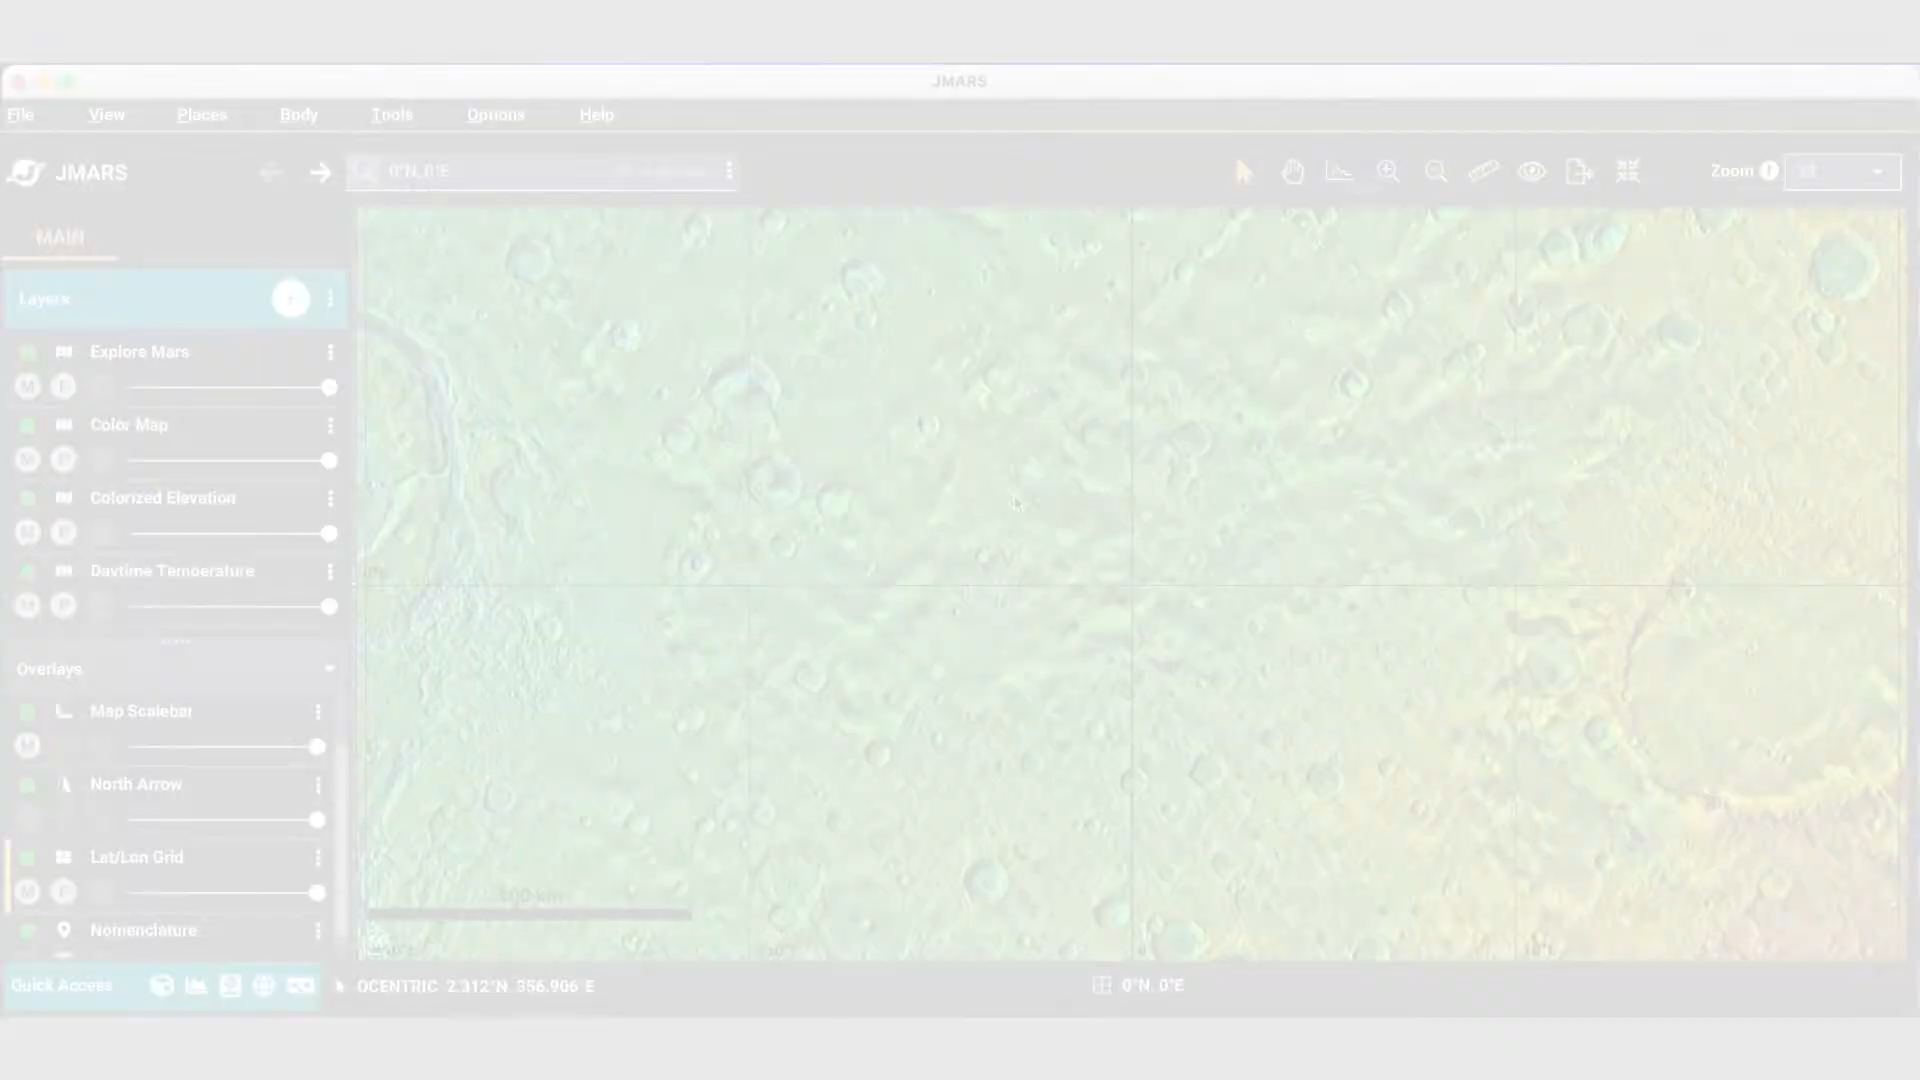 JMARS
File View Places Body Tools Options Help
JMARS
0°N, 0°E
Zoom
MAIN
Layers
Explore Mars
M P
Color Map
M P
Colorized Elevation
M P
Daytime Temperature
M P
Overlays
Map Scalebar
M
North Arrow
Lat/Lon Grid
M P
Nomenclature
Quick Access
OCENTRIC 2.312°N, 356.906°E
0°N, 0°E